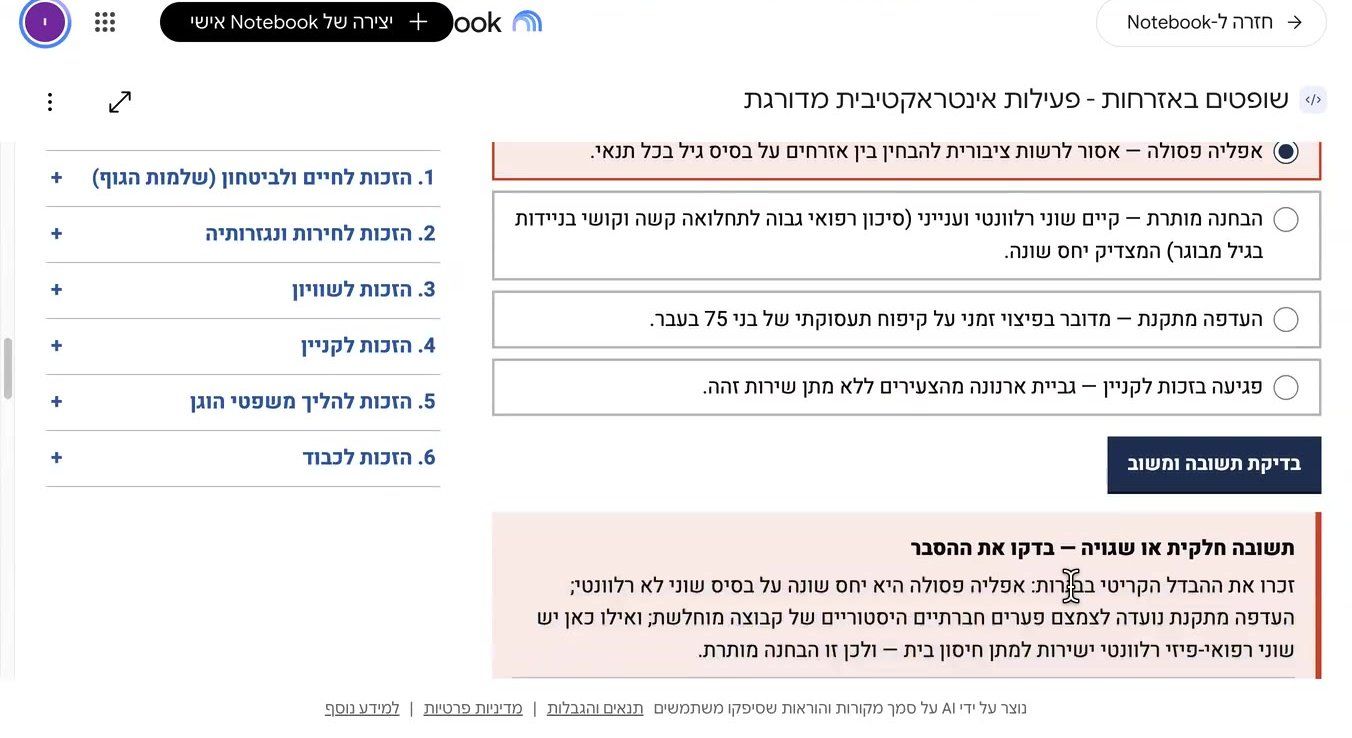 חזרה ל-Notebook
ook
יצירה של Notebook אישי
י
שופטים באזרחות - פעילות אינטראקטיבית מדורגת
אפליה פסולה — אסור לרשות ציבורית להבחין בין אזרחים על בסיס גיל בכל תנאי.
הבחנה מותרת — קיים שוני רלוונטי וענייני (סיכון רפואי גבוה לתחלואה קשה וקושי בניידות
בגיל מבוגר) המצדיק יחס שונה.
העדפה מתקנת — מדובר בפיצוי זמני על קיפוח תעסוקתי של בני 75 בעבר.
פגיעה בזכות לקניין — גביית ארנונה מהצעירים ללא מתן שירות זהה.
בדיקת תשובה ומשוב
תשובה חלקית או שגויה — בדקו את ההסבר
זכרו את ההבדל הקריטי: אפליה פסולה היא יחס שונה על בסיס שוני לא רלוונטי;
העדפה מתקנת נועדה לצמצם פערים חברתיים היסטוריים של קבוצה מוחלשת; ואילו כאן יש
שוני רפואי-פיזי רלוונטי ישירות למתן חיסון בית — ולכן זו הבחנה מותרת.
1. הזכות לחיים ולביטחון (שלמות הגוף) +
2. הזכות לחירות ונגזרותיה +
3. הזכות לשוויון +
4. הזכות לקניין +
5. הזכות להליך משפטי הוגן +
6. הזכות לכבוד +
נוצר על ידי AI על סמך מקורות והוראות שסיפקו משתמשים תנאים והגבלות | מדיניות פרטיות | למידע נוסף